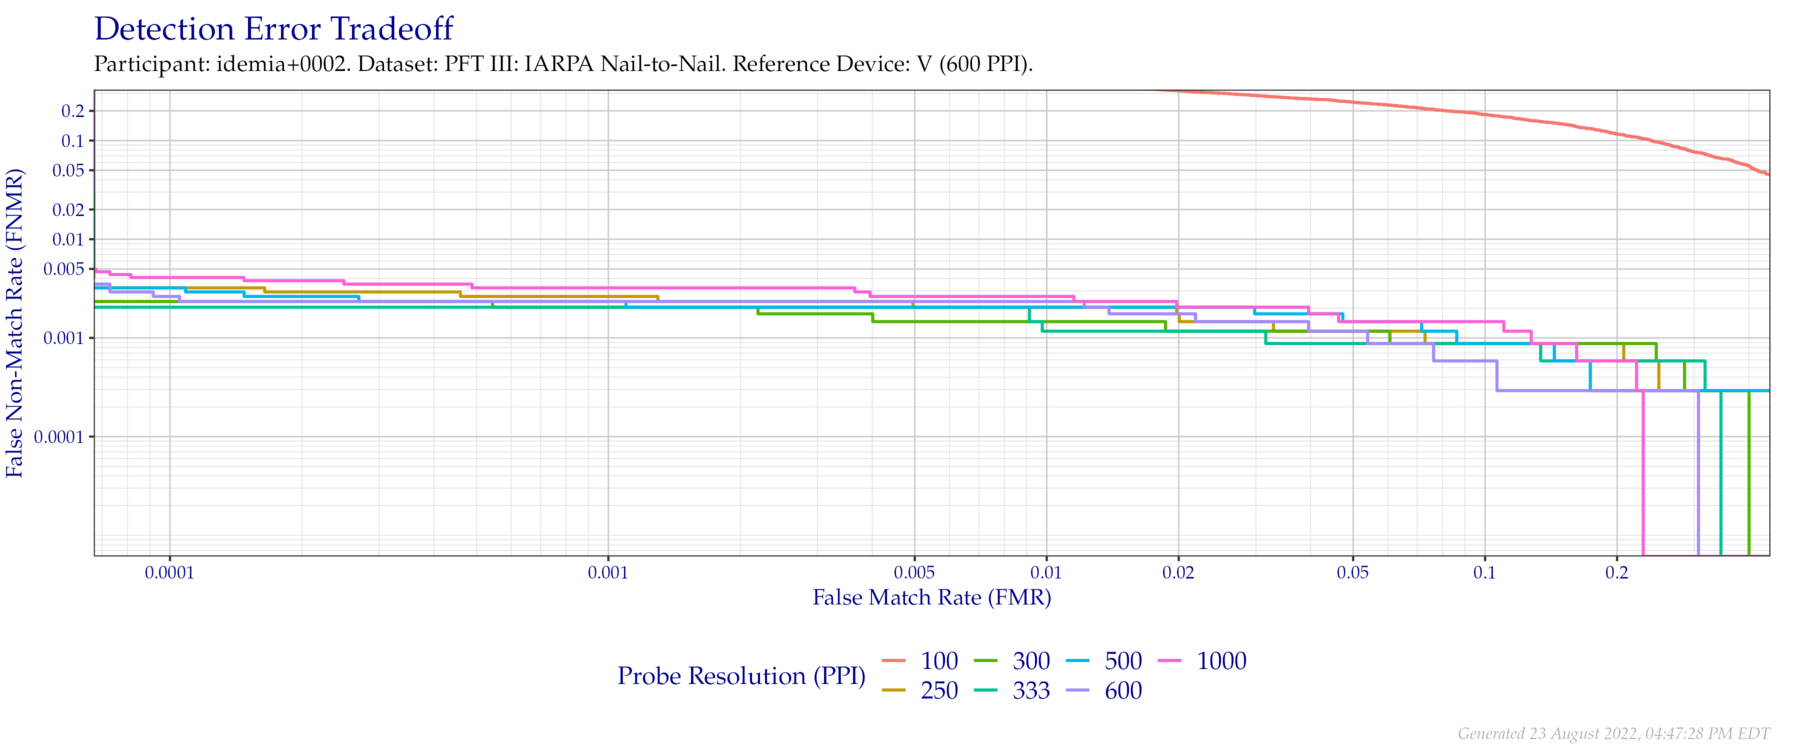 Detection Error Tradeoff
Participant: idemia+0002. Dataset: PFT III: IARPA Nail-to-Nail. Reference Device: V (600 PPI).
False Non-Match Rate (FNMR)
0.2
0.1
0.05
0.02
0.01
0.005
0.001
0.0001
0.0001 0.001 0.005 0.01 0.02 0.05 0.1 0.2
False Match Rate (FMR)
Probe Resolution (PPI)
100 300 500 1000
250 333 600
Generated 23 August 2022, 04:47:28 PM EDT